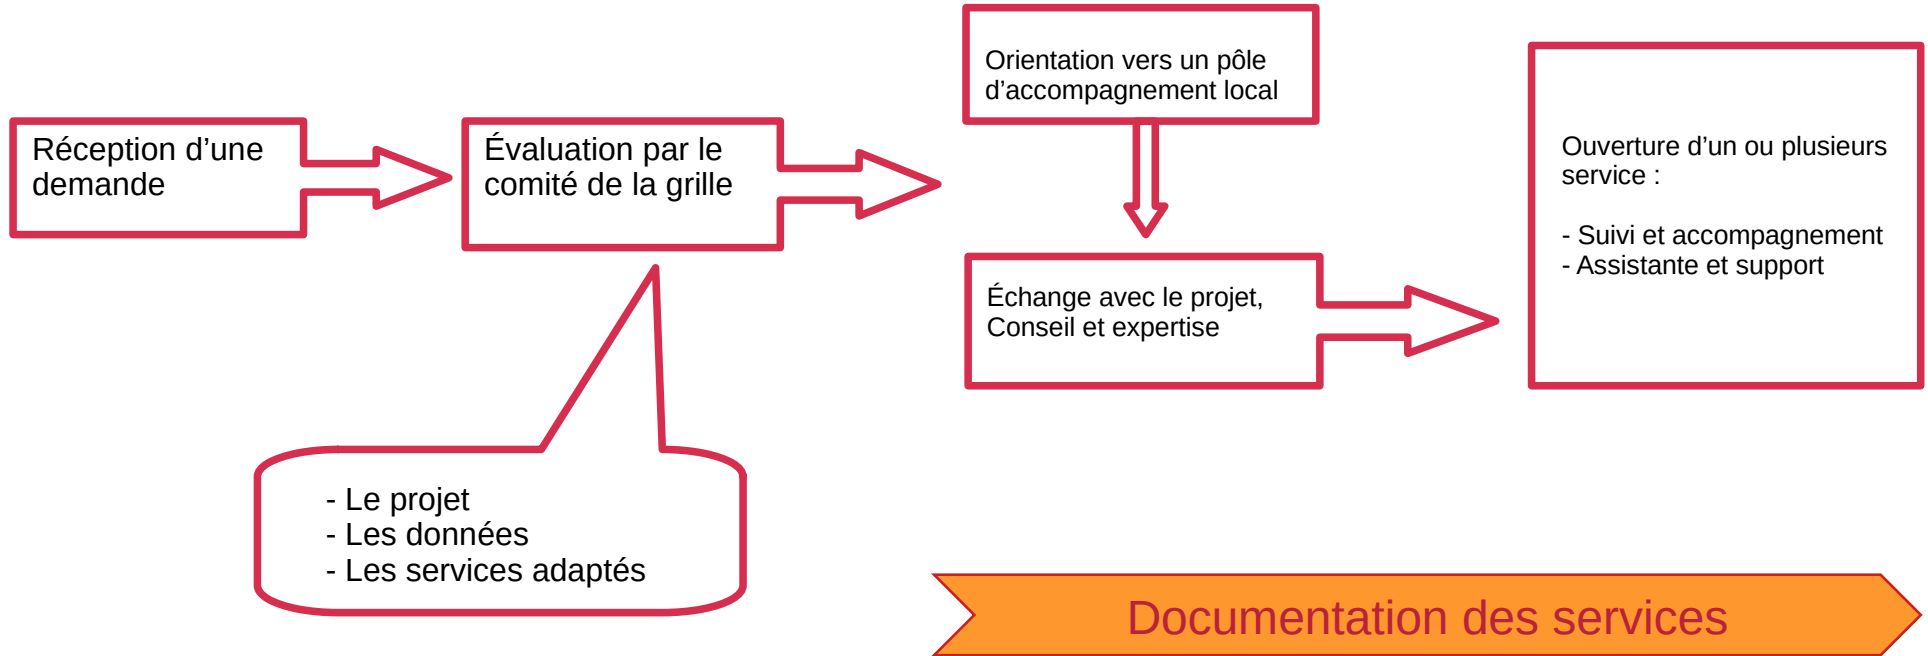 Réception d’une
demande
Évaluation par le
comité de la grille
- Le projet
- Les données
- Les services adaptés
Orientation vers un pôle
d’accompagnement local
Échange avec le projet,
Conseil et expertise
Ouverture d’un ou plusieurs
service :
- Suivi et accompagnement
- Assistante et support
Documentation des services